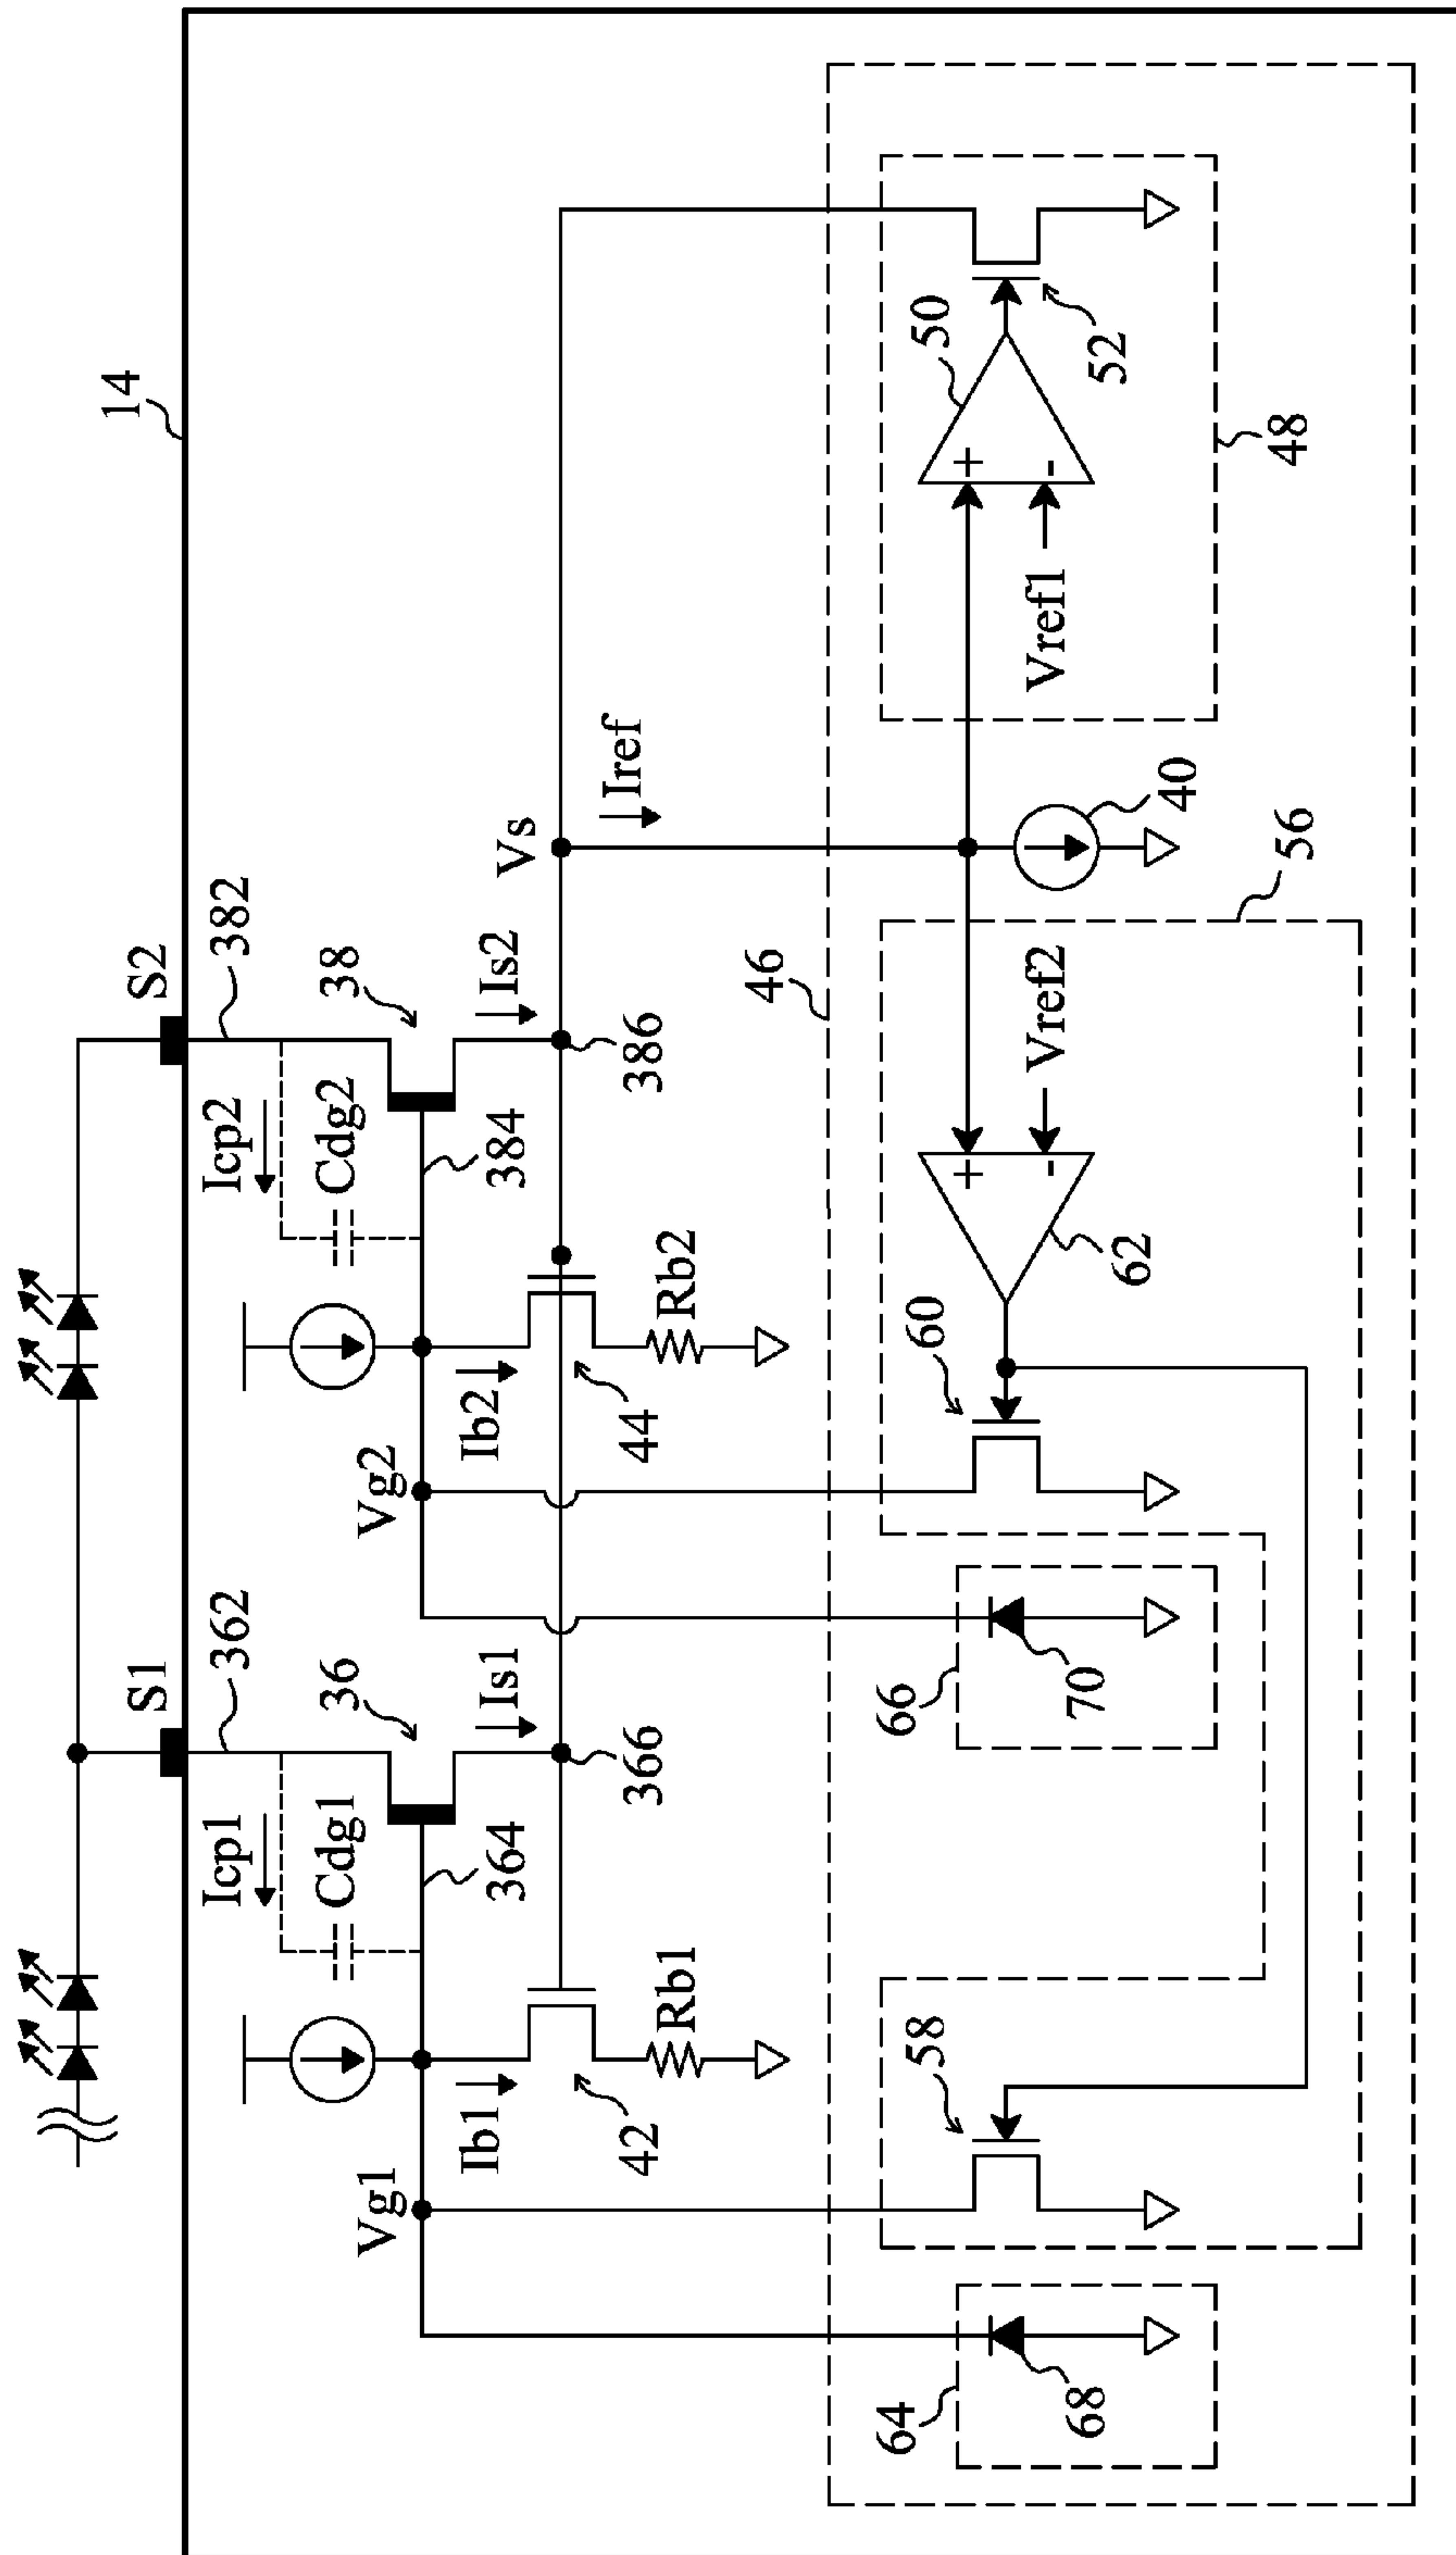 14
S1
S2
362
382
Icp1
Icp2
Cdg1
Cdg2
36
38
364
384
Vg1
Vg2
Ib1
Ib2
Is1
Is2
Vs
366
386
42
44
Rb1
Rb2
Iref
46
64
68
66
70
58
60
62
+
-
Vref2
56
40
50
+
-
Vref1
52
48